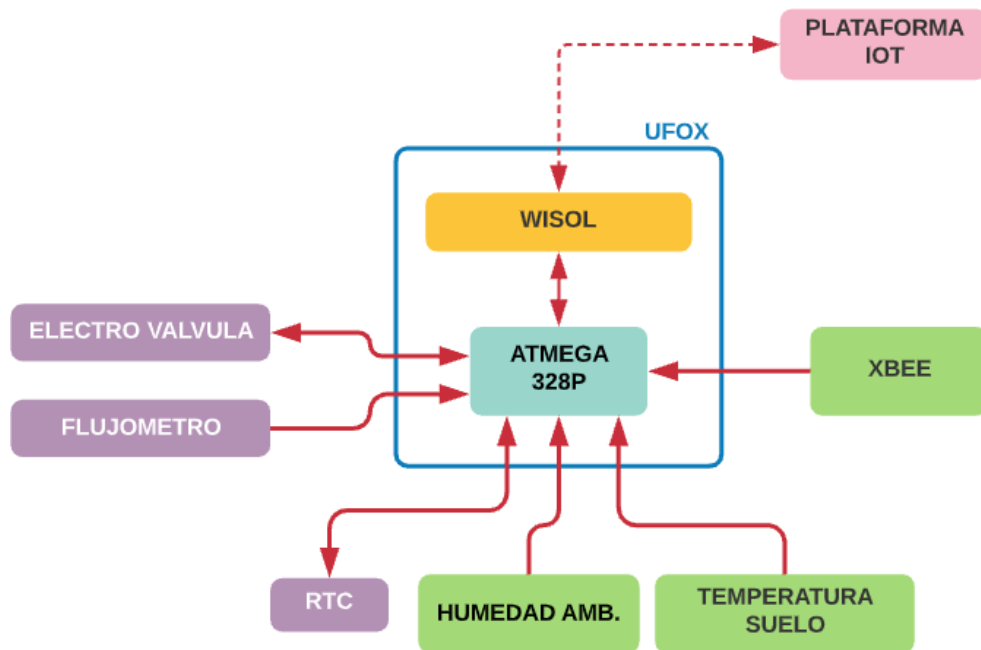 PLATAFORMA
IOT
UFOX
WISOL
ELECTRO VALVULA
ATMEGA
328P
XBEE
FLUJOMETRO
RTC
HUMEDAD AMB.
TEMPERATURA
SUELO